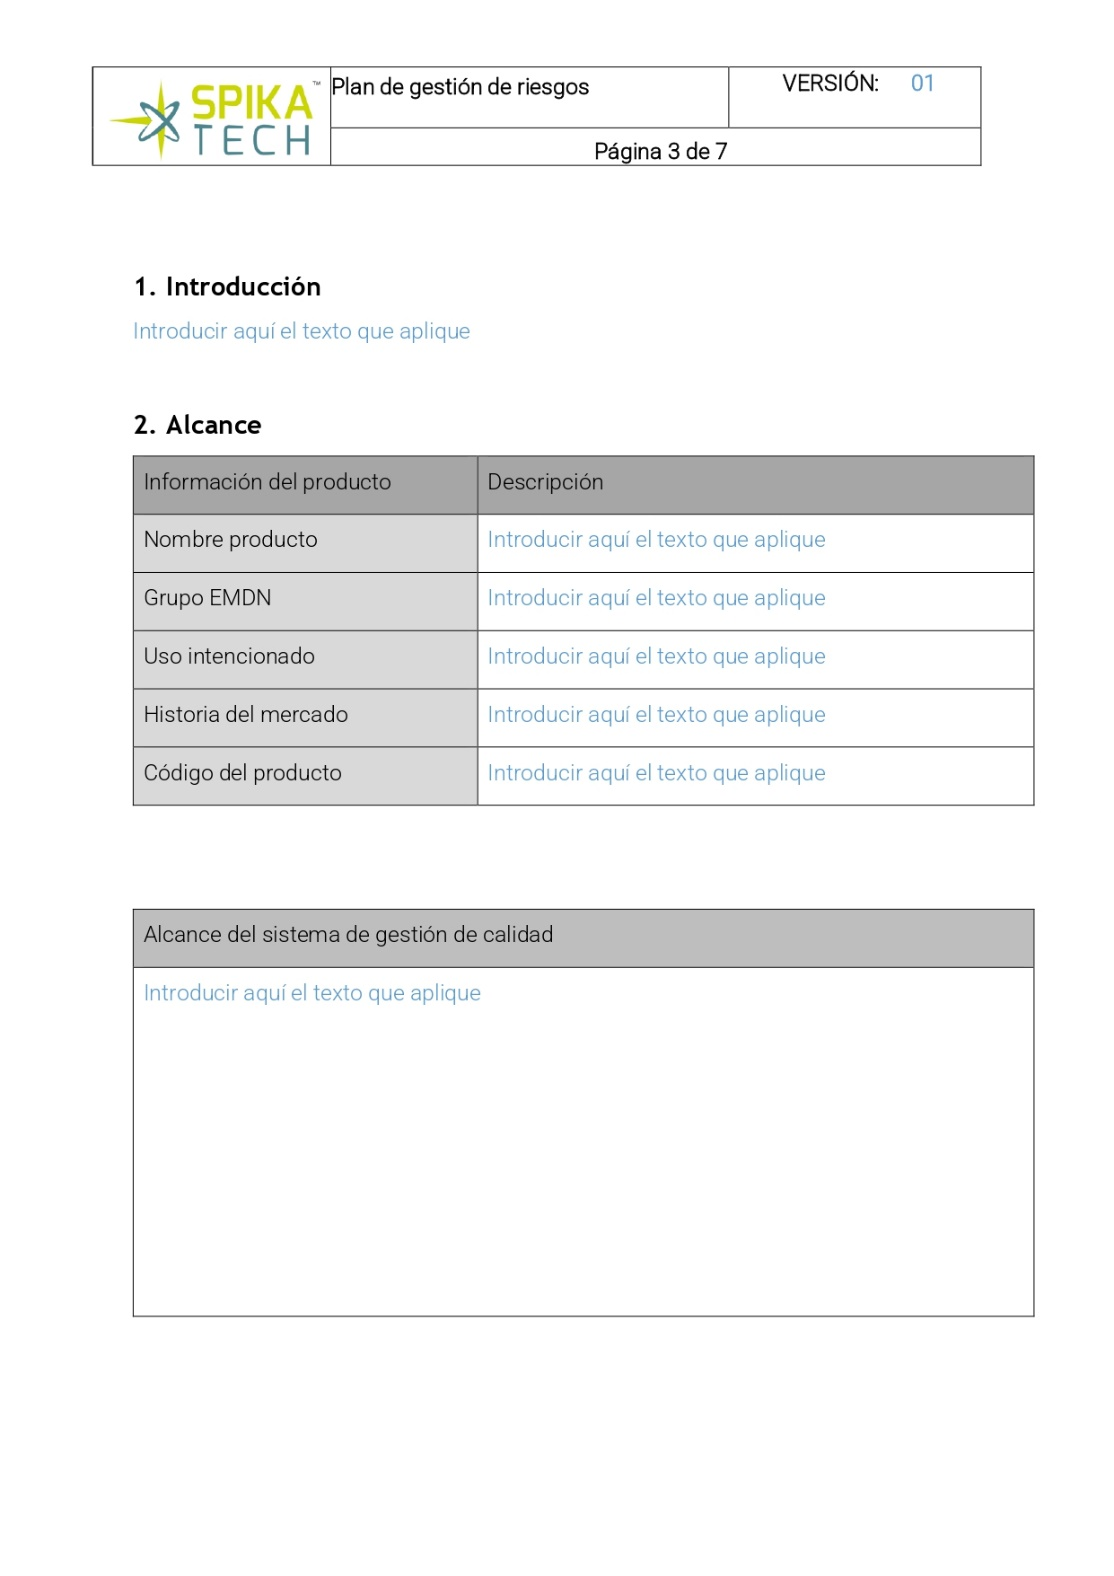 SPIKA™
TECH
Plan de gestión de riesgos
VERSIÓN: 01
Página 3 de 7
1. Introducción
Introducir aquí el texto que aplique
2. Alcance
Información del producto Descripción
Nombre producto Introducir aquí el texto que aplique
Grupo EMDN Introducir aquí el texto que aplique
Uso intencionado Introducir aquí el texto que aplique
Historia del mercado Introducir aquí el texto que aplique
Código del producto Introducir aquí el texto que aplique
Alcance del sistema de gestión de calidad
Introducir aquí el texto que aplique